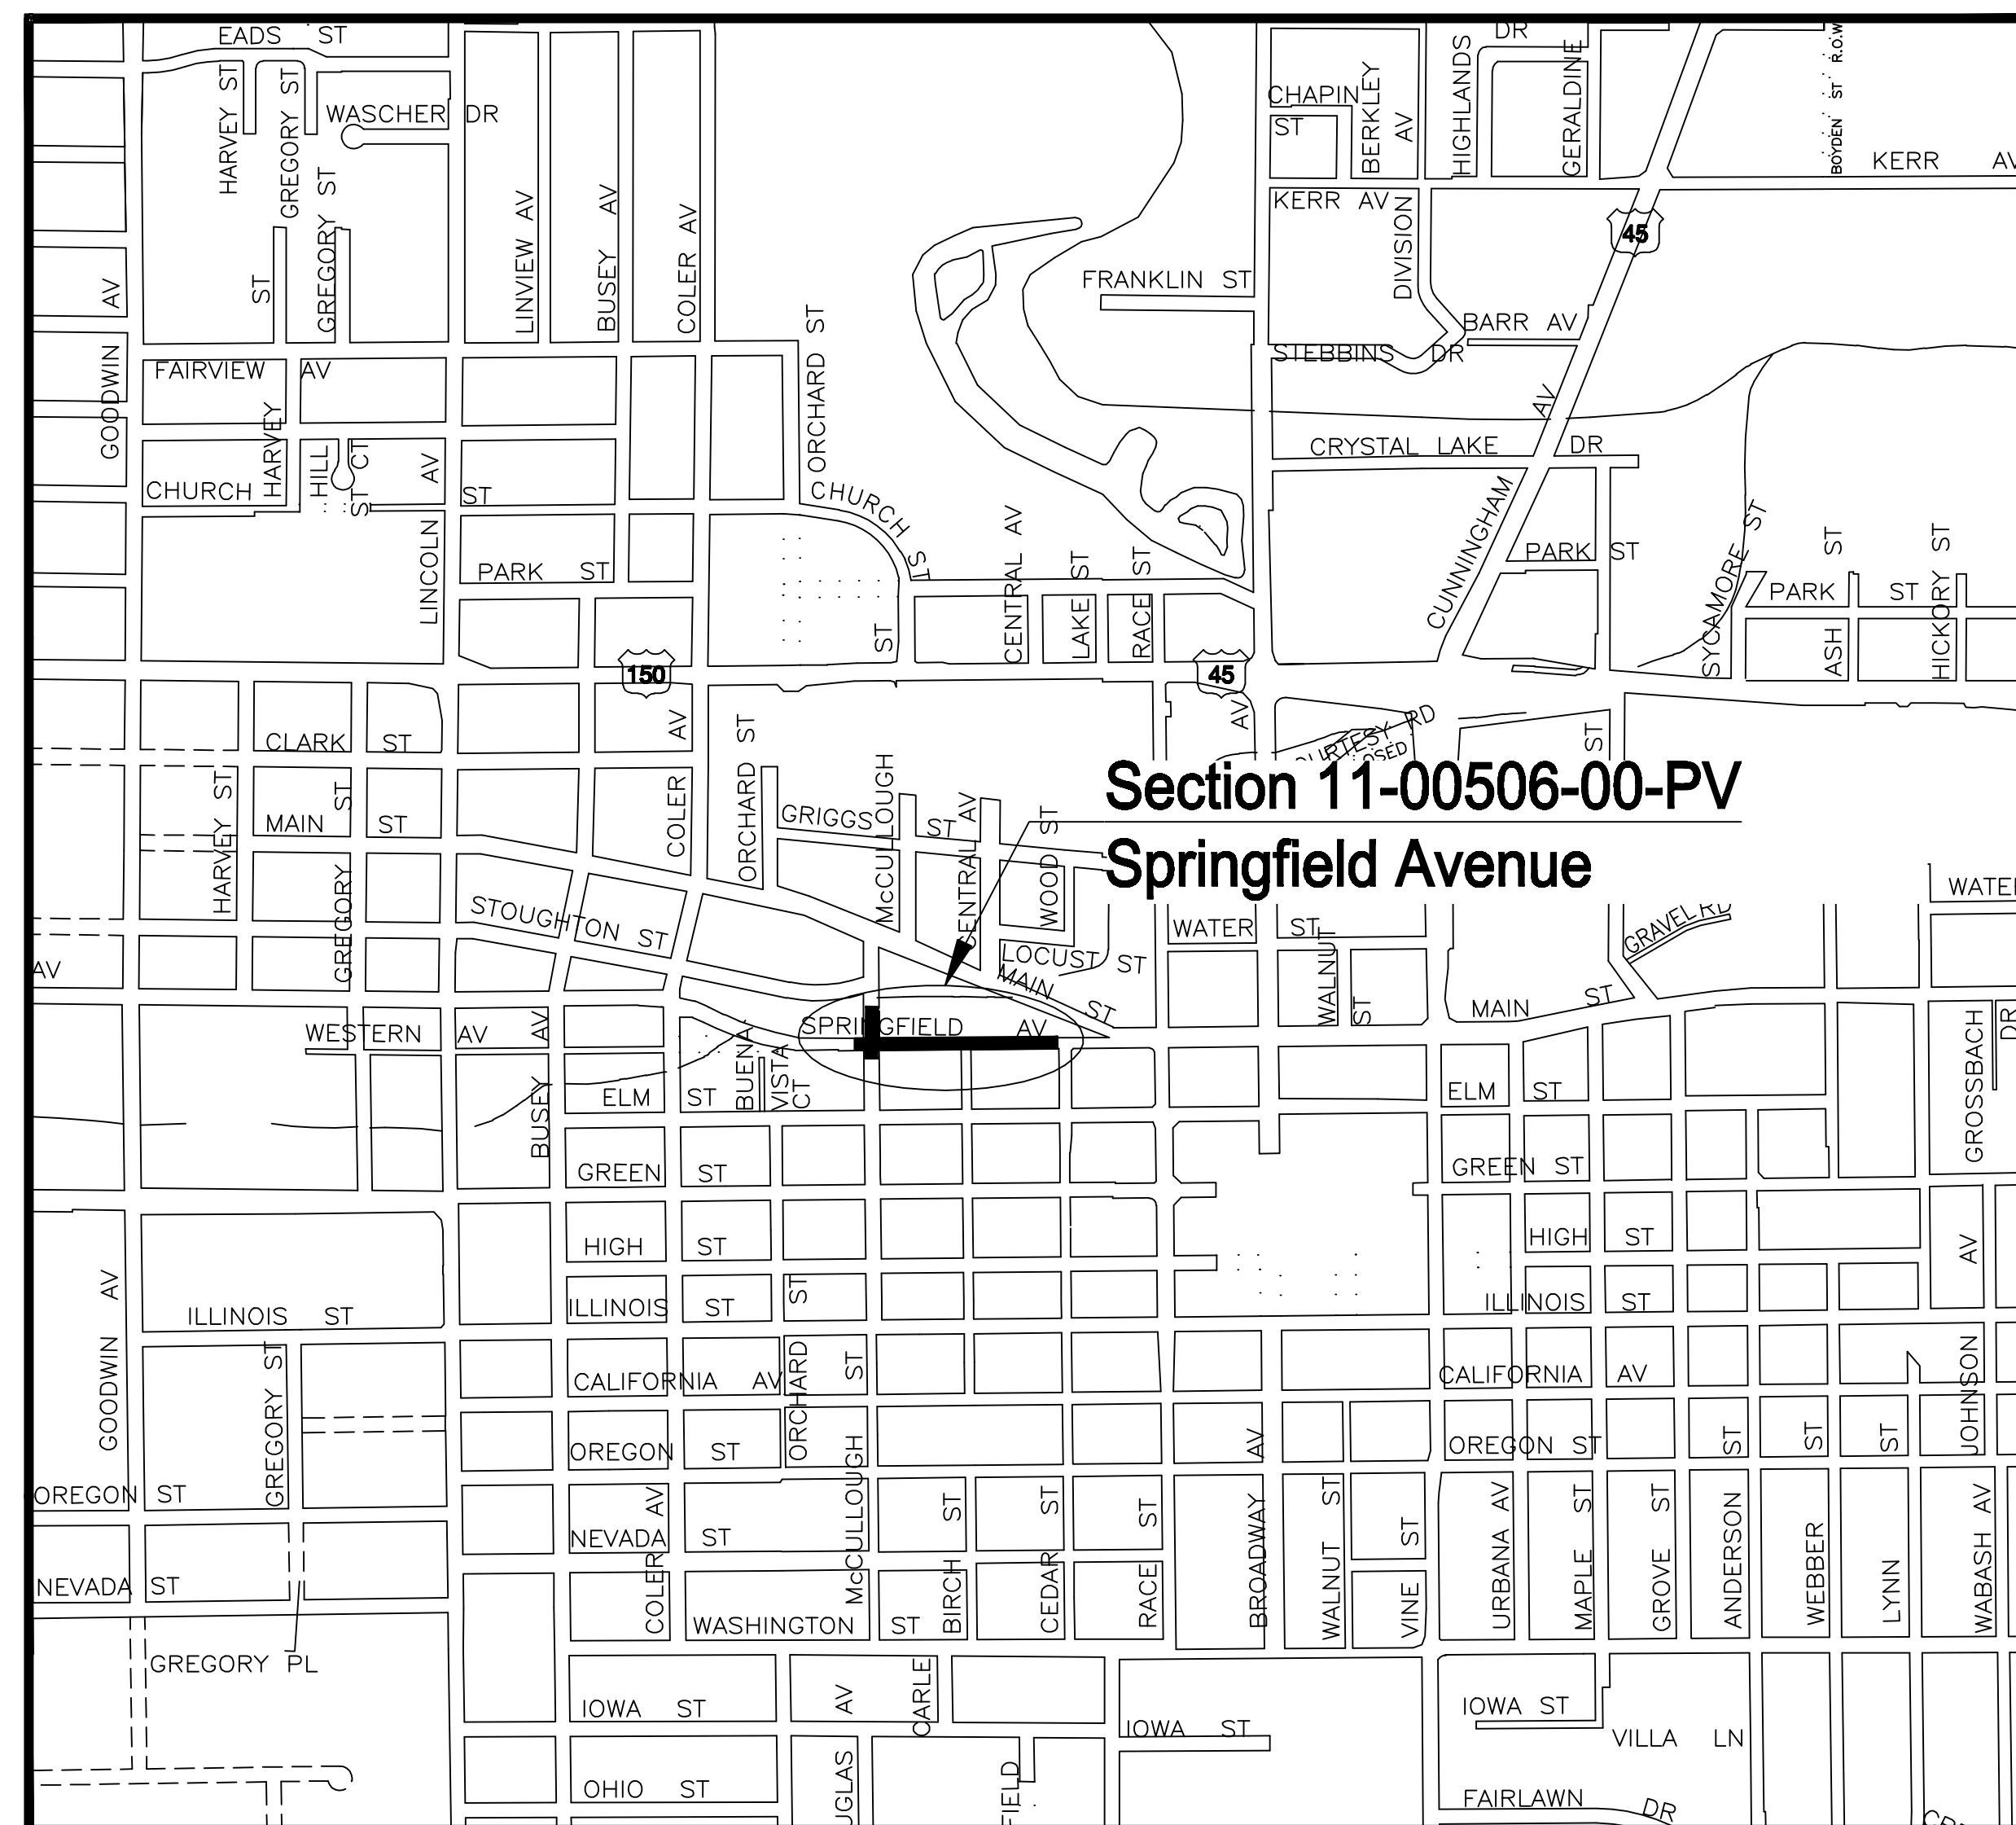 EADS ST
DR
HARVEY ST
GREGORY ST
WASCHER DR
GREGORY ST
ST
LINVIEW AV
BUSEY AV
COLER AV
CHAPIN
ST
BERKLEY
AV
HIGHLANDS
GERALDINE
BOYDEN ST R.O.W
KERR
KERR AV
DIVISION
45
FRANKLIN ST
BARR AV
STEBBINS DR
GOODWIN AV
FAIRVIEW AV
ORCHARD ST
HARVEY
HILL
ST
CT
LINCOLN AV
CHURCH
ST
CHURCH ST
CRYSTAL LAKE DR
CUNNINGHAM AV
PARK ST
PARK ST
SYCAMORE ST
PARK ST
ASH ST
HICKORY ST
CENTRAL AV
LAKE ST
RACE ST
ST
150
45
AV
RD
ST
CLARK ST
COLER AV
ORCHARD ST
McCULLOUGH
MAIN ST
HARVEY ST
GREGORY ST
GRIGGS ST
CENTRAL AV
WOOD ST
Section 11-00506-00-PV
Springfield Avenue
STOUGHTON ST
LOCUST ST
MAIN ST
WATER ST
WALNUT
ST
GRAVEL RD
AV
WESTERN AV
BUSEY AV
SPRINGFIELD AV
MAIN ST
GROSSBACH
DR
BUENA
VISTA
CT
ELM ST
ELM ST
GREEN ST
GREEN ST
HIGH ST
HIGH ST
GOODWIN AV
ILLINOIS ST
ILLINOIS ST
ILLINOIS ST
ORCHARD ST
CALIFORNIA AV
CALIFORNIA AV
GREGORY ST
McCULLOUGH ST
JOHNSON AV
OREGON ST
OREGON ST
OREGON ST
NEVADA ST
NEVADA ST
COLER AV
BIRCH ST
CEDAR ST
RACE ST
BROADWAY AV
WALNUT ST
VINE ST
URBANA AV
MAPLE ST
GROVE ST
ANDERSON ST
WEBBER ST
LYNN ST
WABASH AV
WASHINGTON ST
GREGORY PL
IOWA ST
AV
CARLE
IOWA ST
IOWA ST
VILLA LN
OHIO ST
FAIRLAWN DR